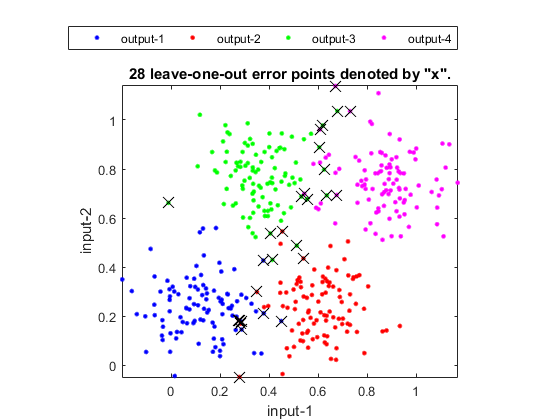 output-1 output-2 output-3 output-4
28 leave-one-out error points denoted by "x".
1
0.8
0.6
0.4
0.2
0
input-2
0 0.2 0.4 0.6 0.8 1
input-1